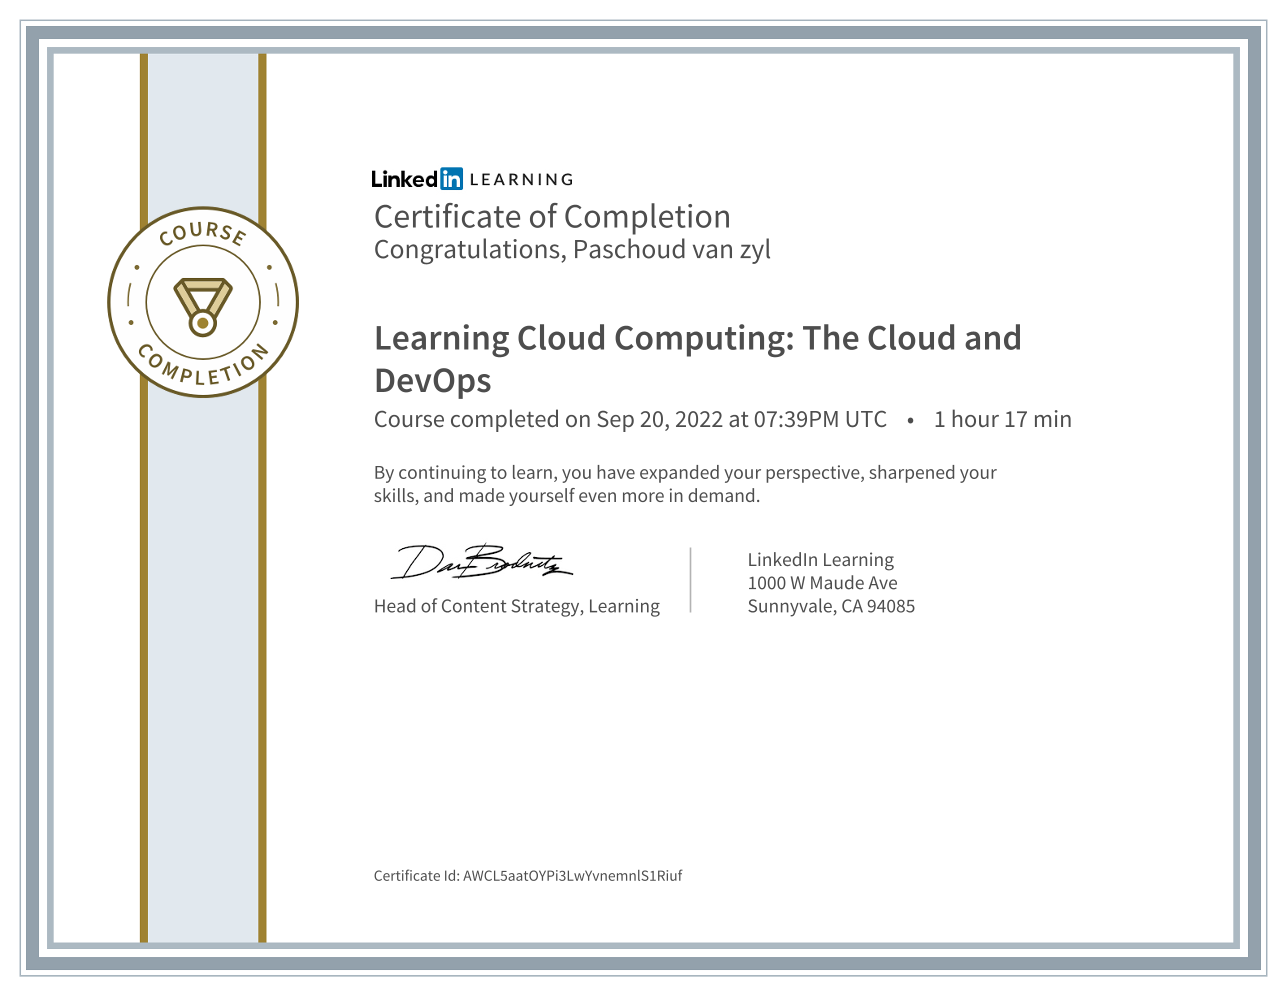 LinkedIn LEARNING
Certificate of Completion
Congratulations, Paschoud van zyl
COURSE
COMPLETION
Learning Cloud Computing: The Cloud and
DevOps
Course completed on Sep 20, 2022 at 07:39PM UTC • 1 hour 17 min
By continuing to learn, you have expanded your perspective, sharpened your
skills, and made yourself even more in demand.
Dan Brodnitz
Head of Content Strategy, Learning
LinkedIn Learning
1000 W Maude Ave
Sunnyvale, CA 94085
Certificate Id: AWCL5aatOYPi3LwYvnemnlS1Riuf